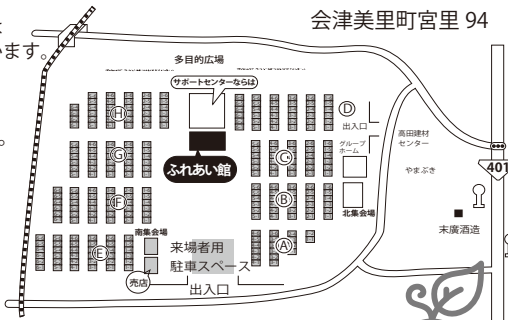 会津美里町宮里 94
ます。
多目的広場
サポートセンターならは
H
D
出入口
高田建材
センター
グループ
ホーム
G
C
401
やまぶき
ふれあい館
F
B
北集会場
末廣酒造
南集会場
A
E
来場者用
駐車スペース
売店
出入口